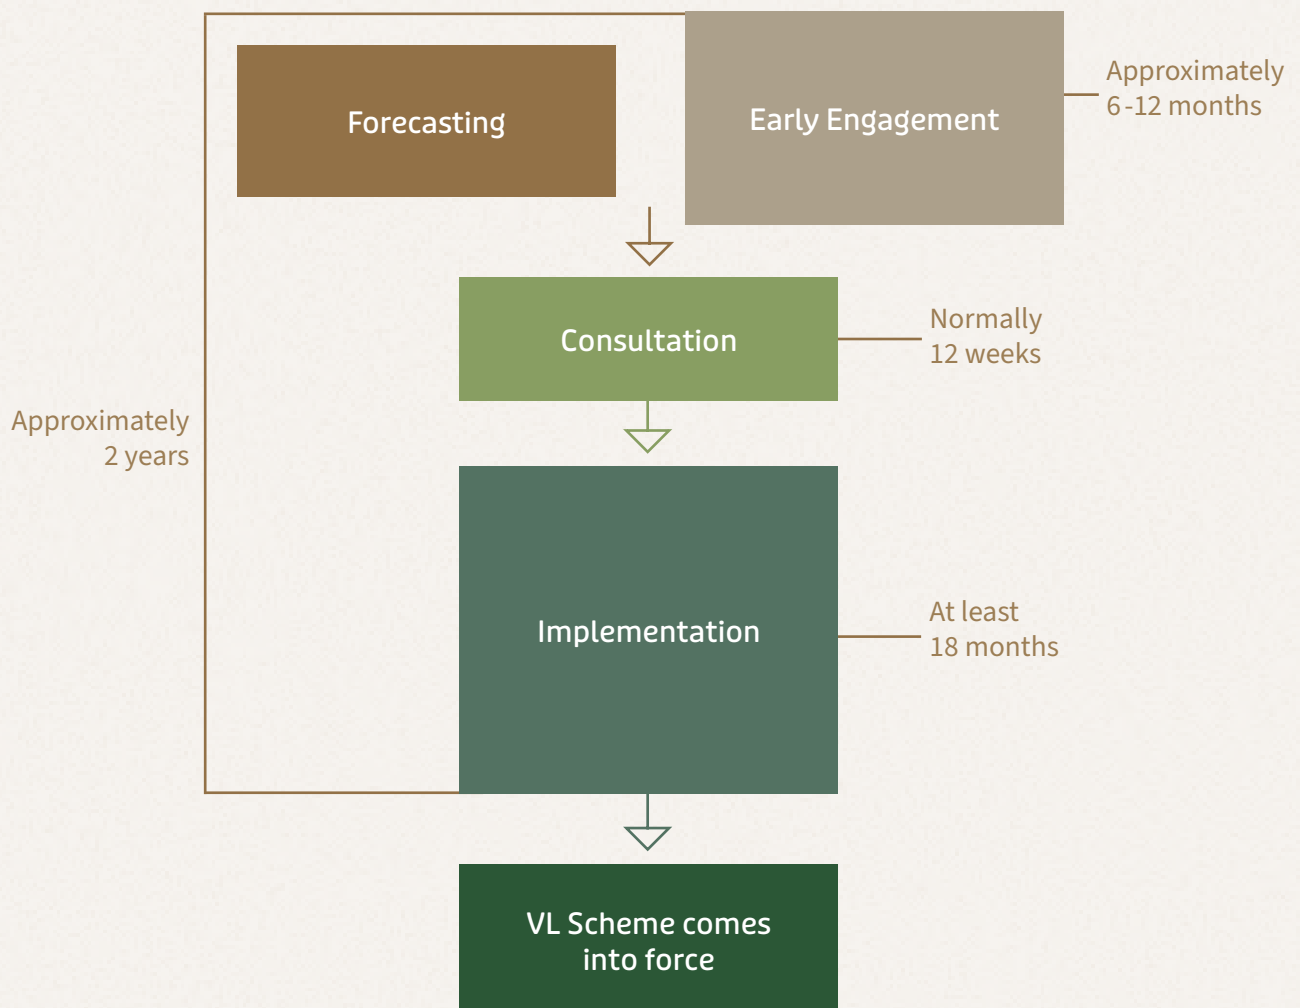 Forecasting
Early Engagement
Approximately
6-12 months
Consultation
Normally
12 weeks
Approximately
2 years
Implementation
At least
18 months
VL Scheme comes
into force